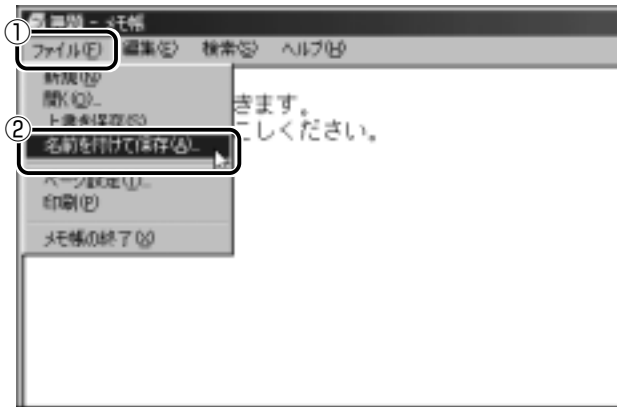 ①
無題 - メモ帳
ファイル(F) 編集(E) 検索(S) ヘルプ(H)
新規(N)
開く(O)...
きます。
上書き保存(S)
こしください。
②
名前を付けて保存(A)...
ページ設定(T)...
印刷(P)
メモ帳の終了(X)